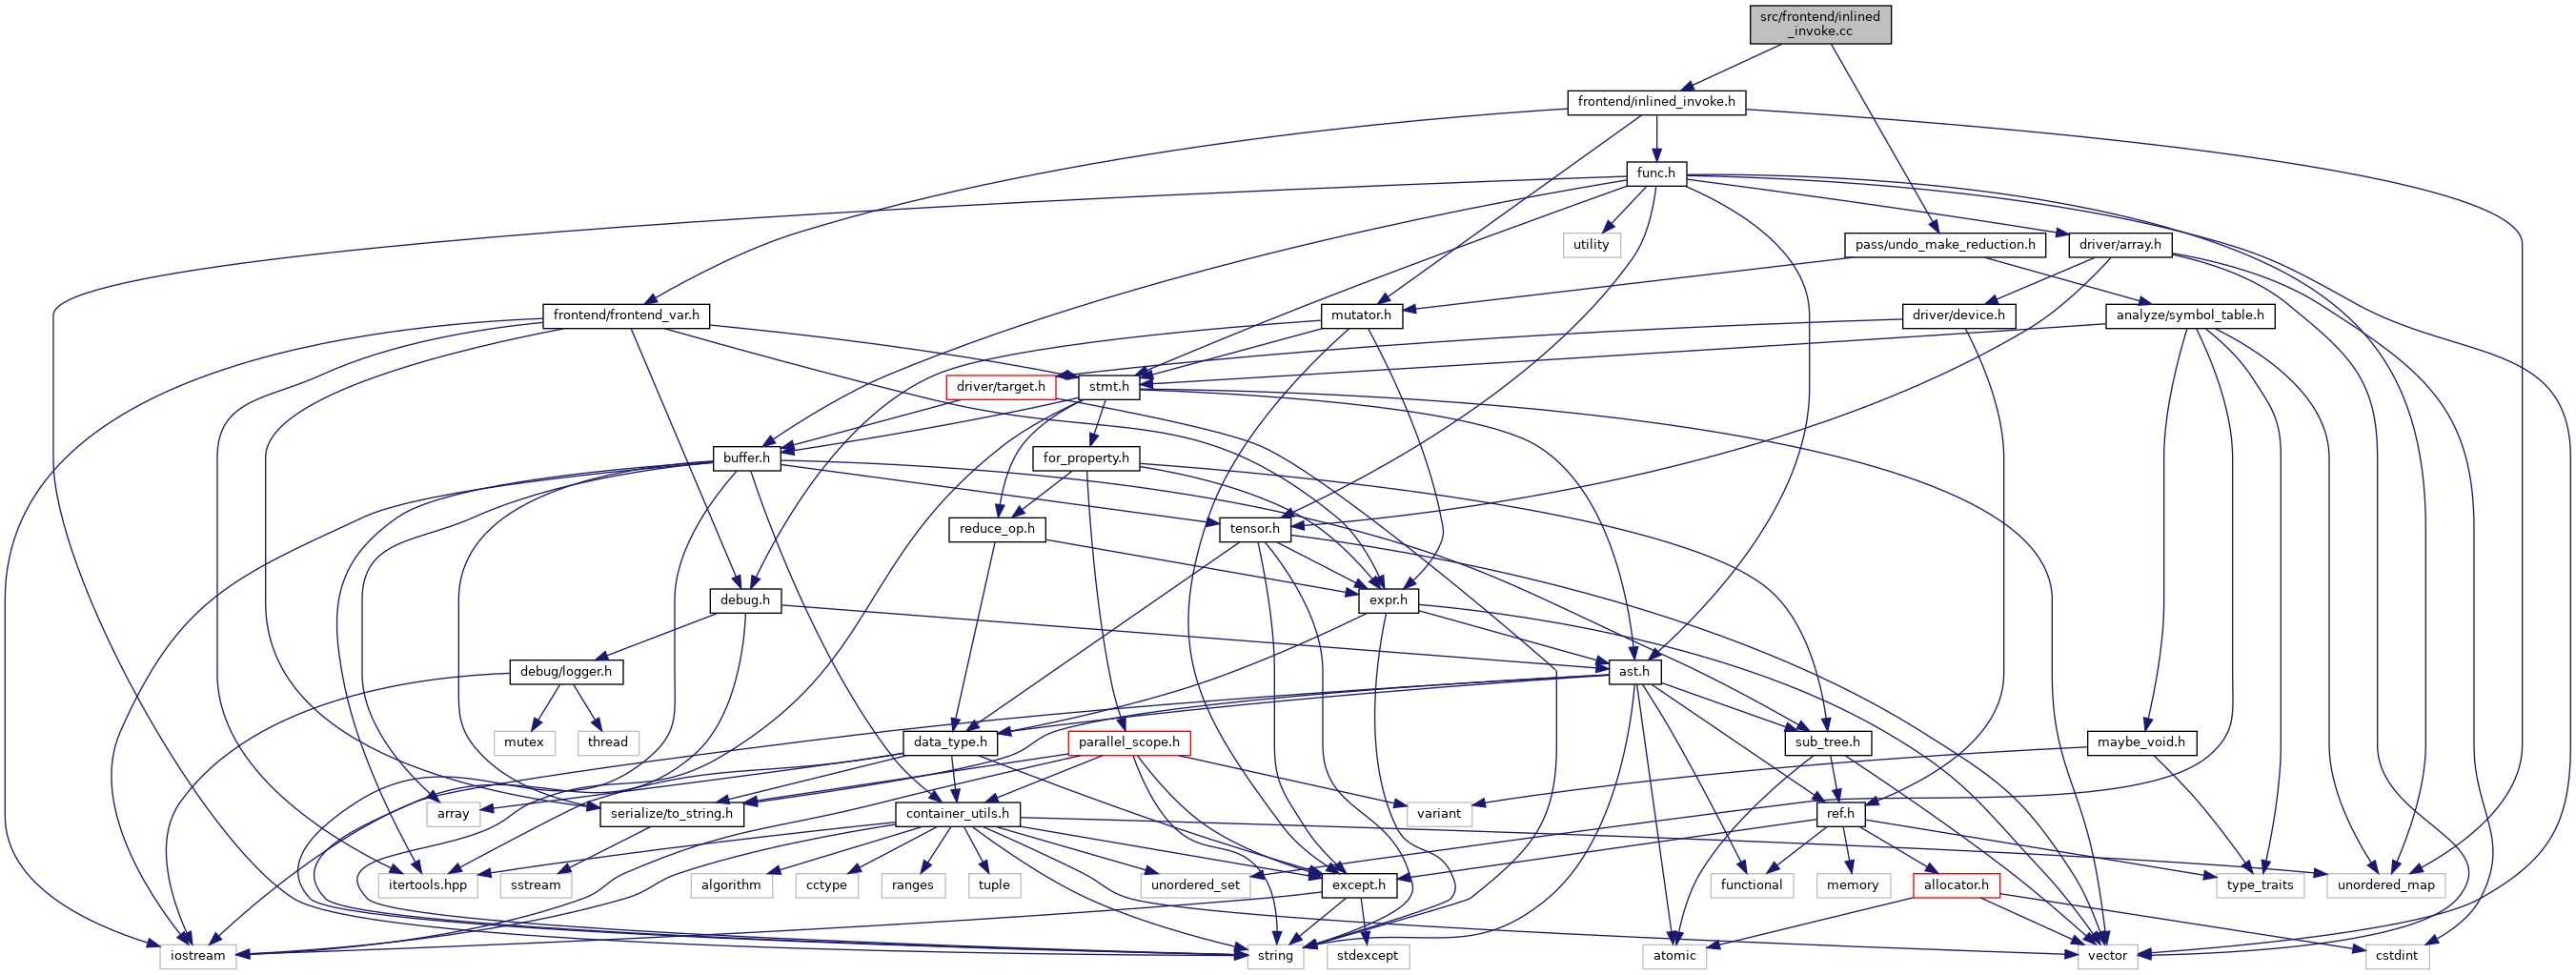 src/frontend/inlined
_invoke.cc
frontend/inlined_invoke.h
func.h
utility
pass/undo_make_reduction.h
driver/array.h
frontend/frontend_var.h
mutator.h
driver/device.h
analyze/symbol_table.h
driver/target.h
stmt.h
buffer.h
for_property.h
reduce_op.h
tensor.h
debug.h
expr.h
debug/logger.h
ast.h
mutex
thread
data_type.h
parallel_scope.h
sub_tree.h
maybe_void.h
array
serialize/to_string.h
container_utils.h
variant
ref.h
itertools.hpp
sstream
algorithm
cctype
ranges
tuple
unordered_set
except.h
functional
memory
allocator.h
type_traits
unordered_map
iostream
string
stdexcept
atomic
vector
cstdint